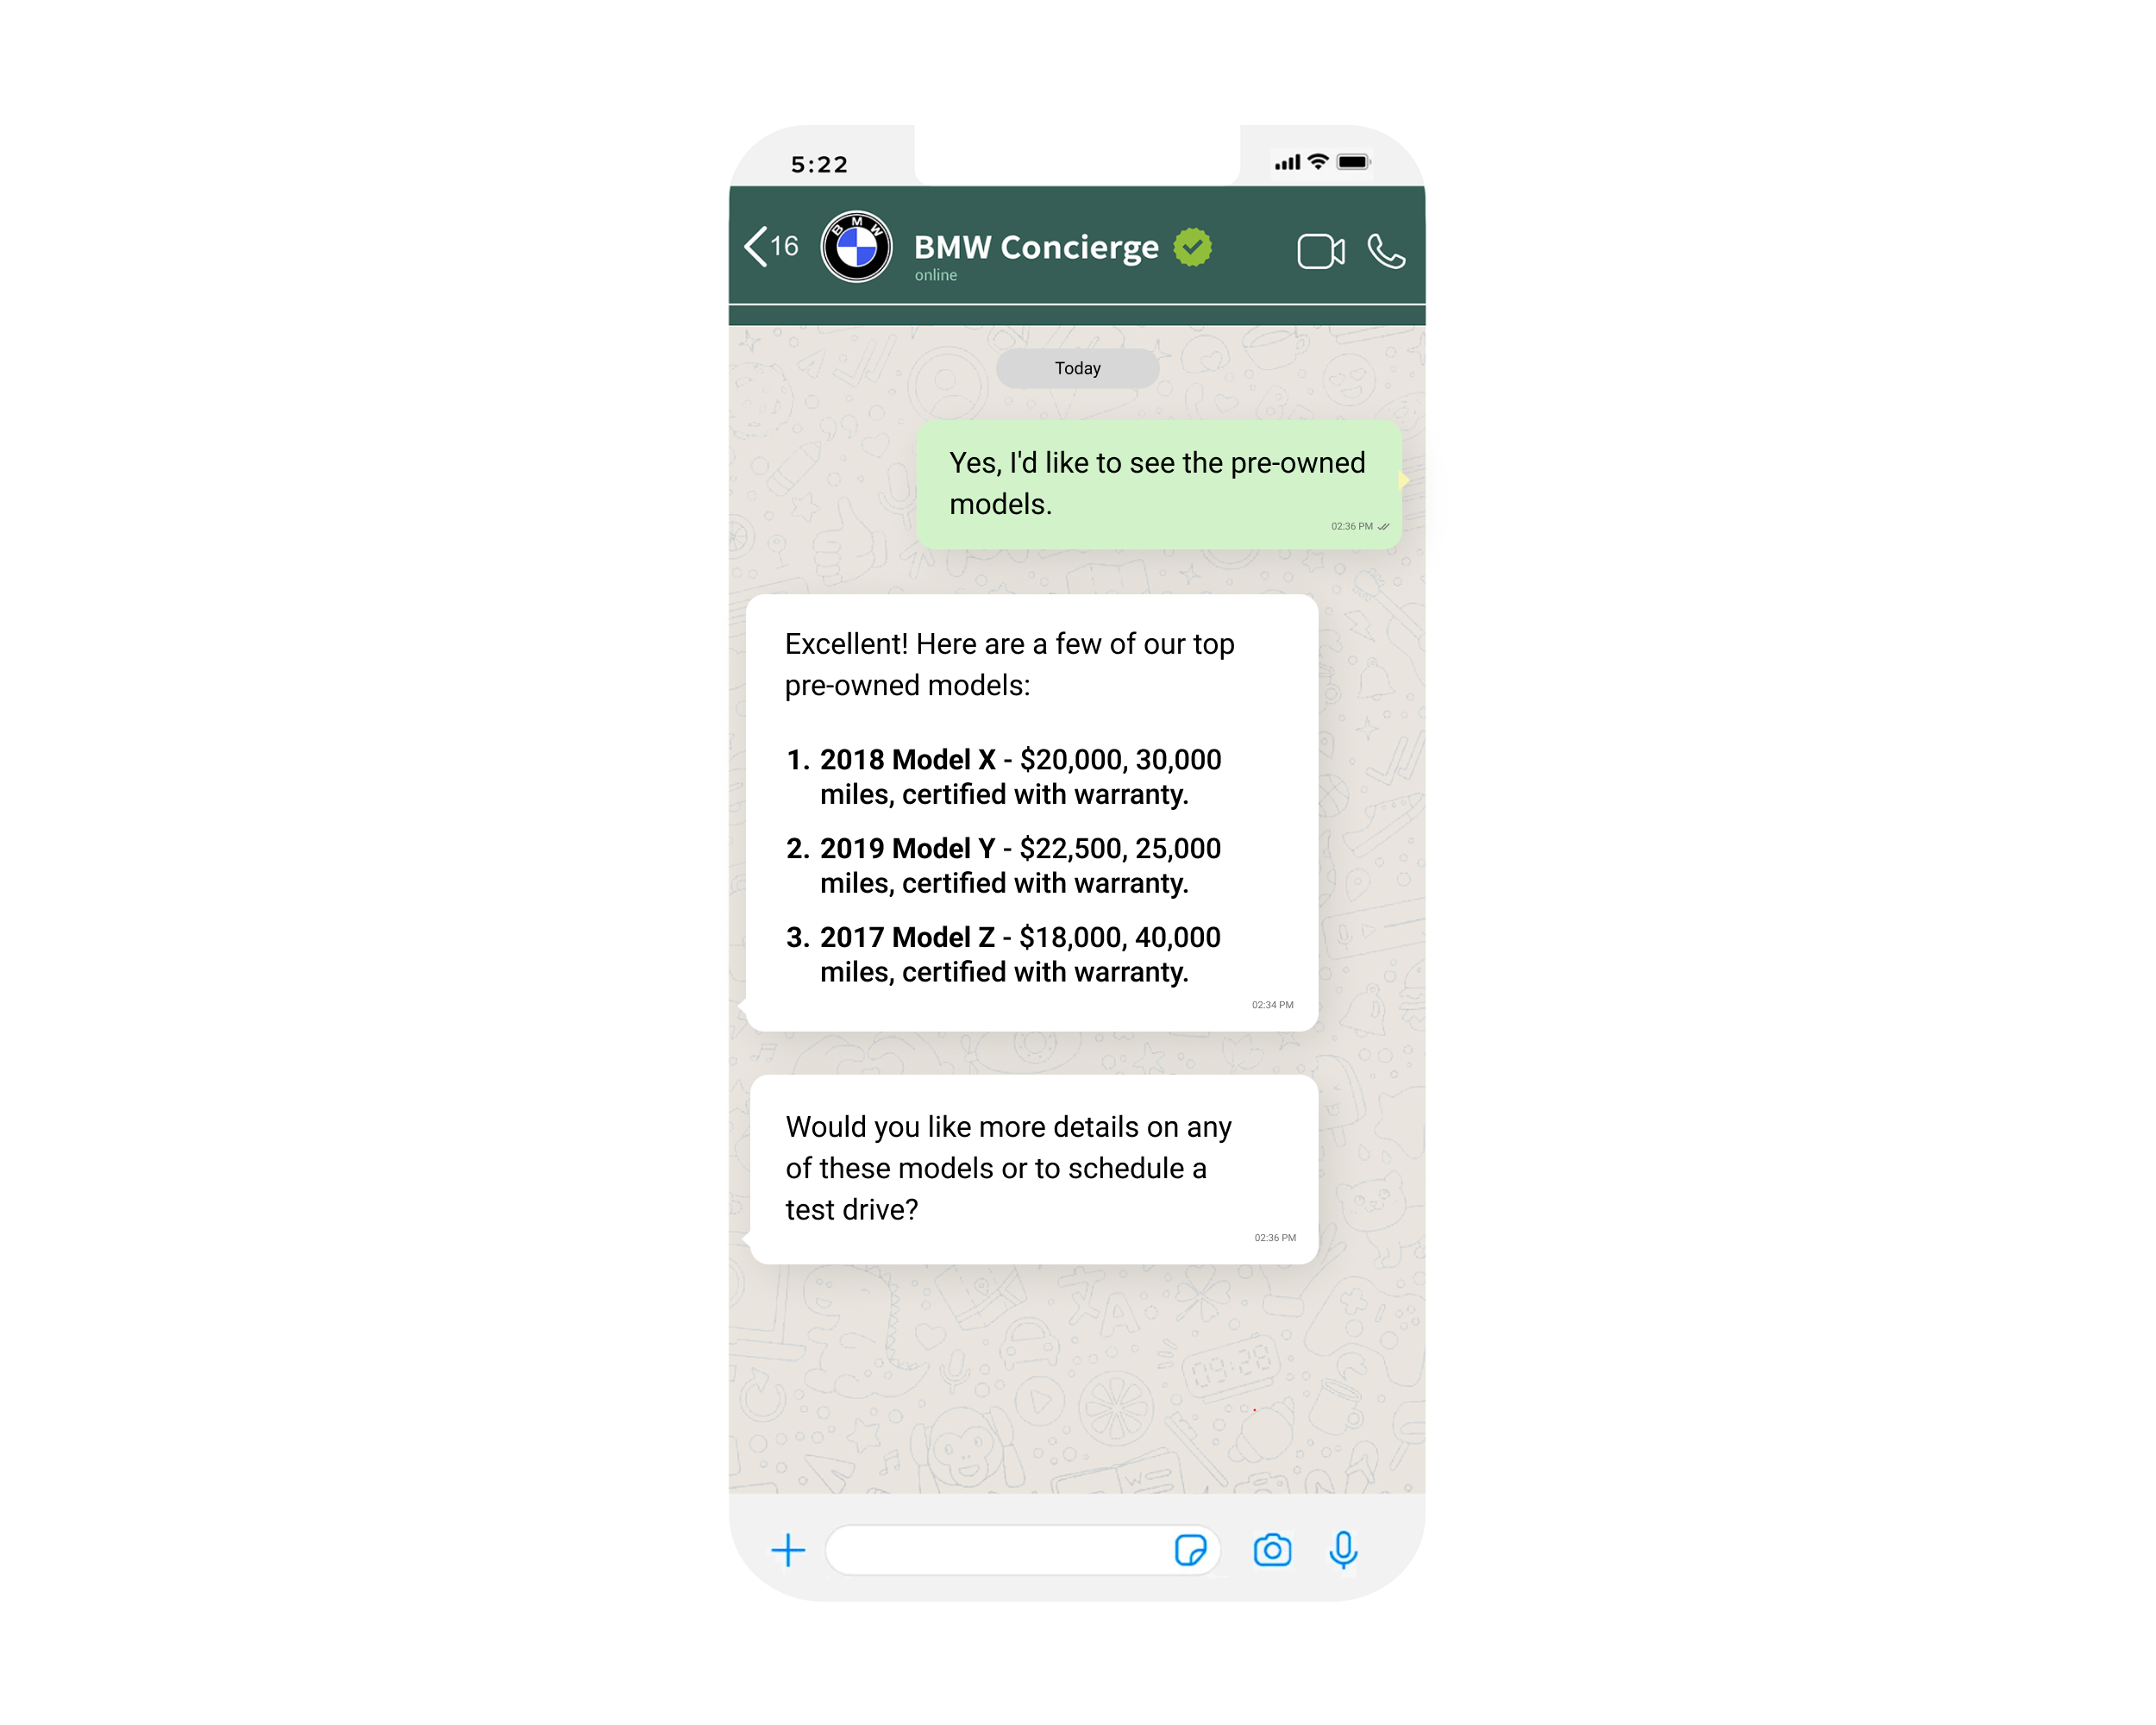 5:22
16
BMW
BMW Concierge
online
Today
Yes, I'd like to see the pre-owned
models.
02:36 PM
Excellent! Here are a few of our top
pre-owned models:
1. 2018 Model X - $20,000, 30,000
miles, certified with warranty.
2. 2019 Model Y - $22,500, 25,000
miles, certified with warranty.
3. 2017 Model Z - $18,000, 40,000
miles, certified with warranty.
02:34 PM
Would you like more details on any
of these models or to schedule a
test drive?
02:36 PM
XA
09:28
W